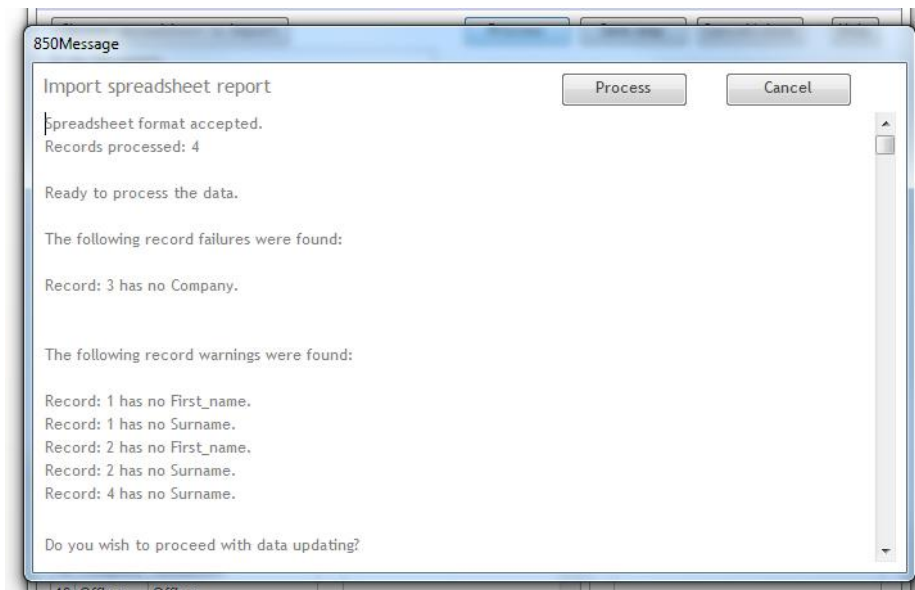 850Message
Import spreadsheet report
Process
Cancel
Spreadsheet format accepted.
Records processed: 4
Ready to process the data.
The following record failures were found:
Record: 3 has no Company.
The following record warnings were found:
Record: 1 has no First_name.
Record: 1 has no Surname.
Record: 2 has no First_name.
Record: 2 has no Surname.
Record: 4 has no Surname.
Do you wish to proceed with data updating?